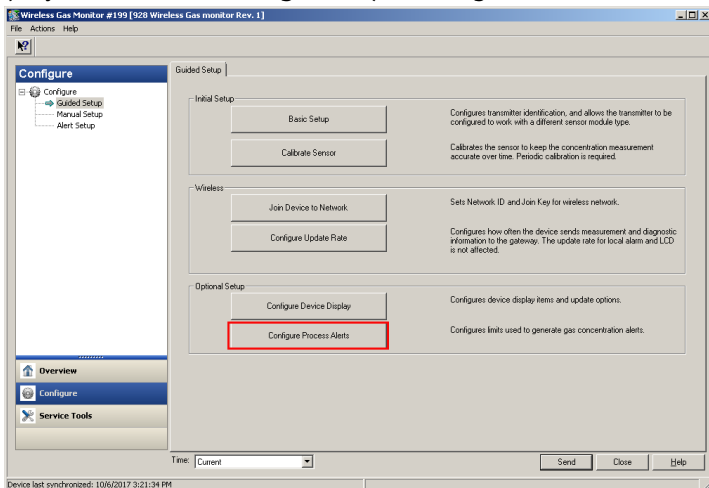 Wireless Gas Monitor #199 [928 Wireless Gas monitor Rev. 1]
File Actions Help
Configure
Configure
Guided Setup
Manual Setup
Alert Setup
Overview
Configure
Service Tools
Guided Setup
Initial Setup
Basic Setup
Configures transmitter identification, and allows the transmitter to be
configured to work with a different sensor module type.
Calibrate Sensor
Calibrates the sensor to keep the concentration measurement
accurate over time. Periodic calibration is required.
Wireless
Join Device to Network
Sets Network ID and Join Key for wireless network.
Configure Update Rate
Configures how often the device sends measurement and diagnostic
information to the gateway. The update rate for local alarm and LCD
is not affected.
Optional Setup
Configure Device Display
Configures device display items and update options.
Configure Process Alerts
Configures limits used to generate gas concentration alerts.
Time: Current
Send Close Help
Device last synchronized: 10/6/2017 3:21:34 PM